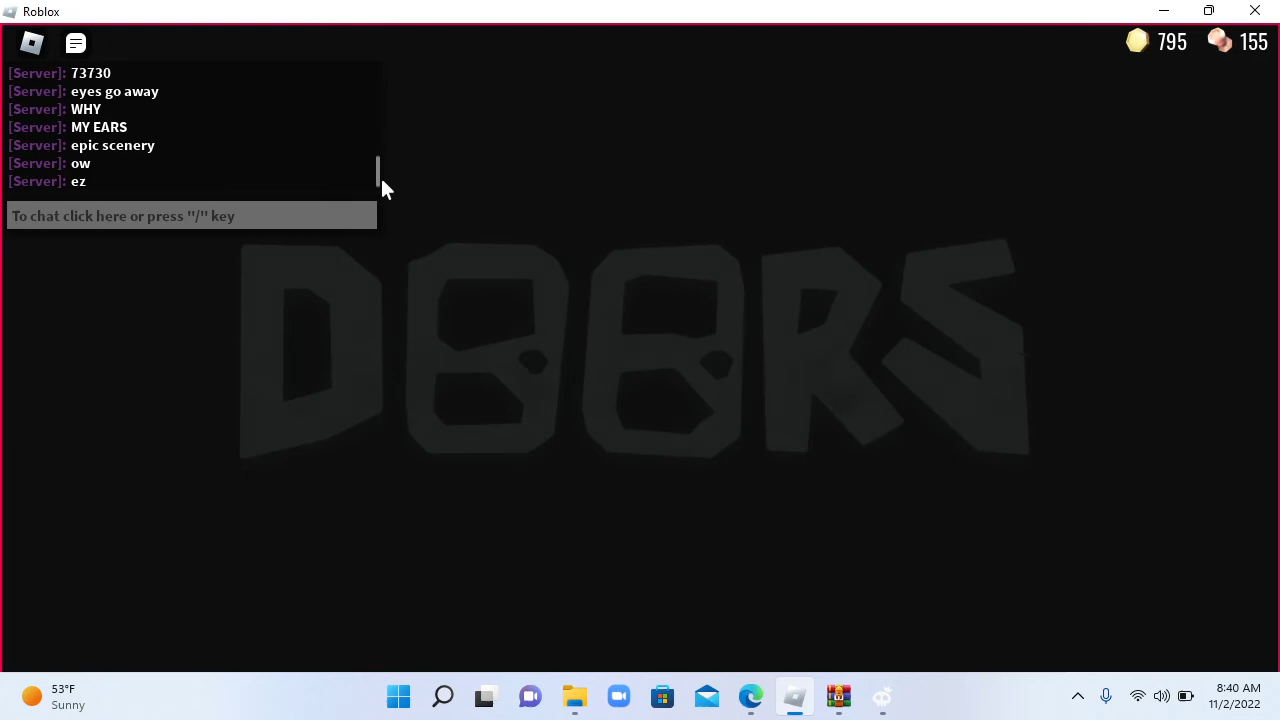 Roblox
795
155
[Server]: 73730
[Server]: eyes go away
[Server]: WHY
[Server]: MY EARS
[Server]: epic scenery
[Server]: ow
[Server]: ez
To chat click here or press "/" key
DOORS
53°F
Sunny
8:40 AM
11/2/2022